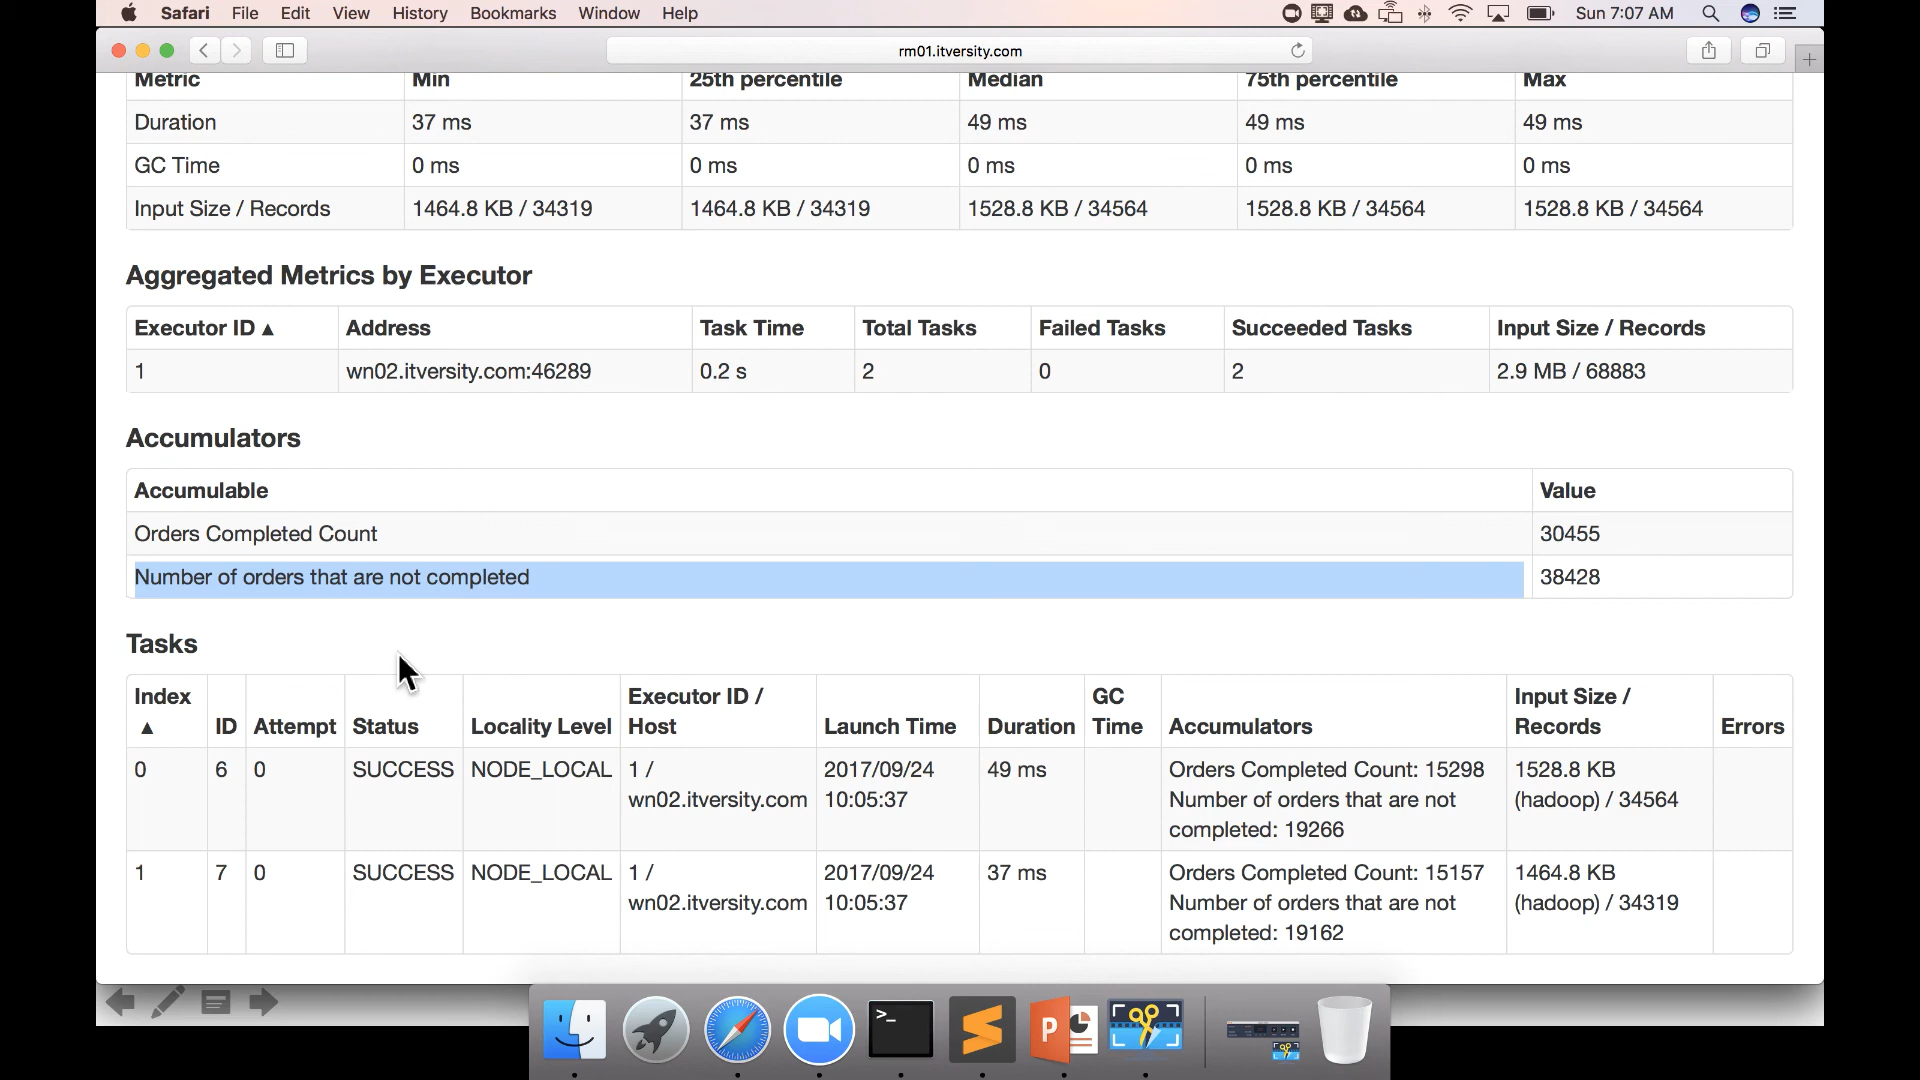 Safari File Edit View History Bookmarks Window Help Sun 7:07 AM
rm01.itversity.com
Metric Min 25th percentile Median 75th percentile Max
Duration 37 ms 37 ms 49 ms 49 ms 49 ms
GC Time 0 ms 0 ms 0 ms 0 ms 0 ms
Input Size / Records 1464.8 KB / 34319 1464.8 KB / 34319 1528.8 KB / 34564 1528.8 KB / 34564 1528.8 KB / 34564
Aggregated Metrics by Executor
Executor ID ▲ Address Task Time Total Tasks Failed Tasks Succeeded Tasks Input Size / Records
1 wn02.itversity.com:46289 0.2 s 2 0 2 2.9 MB / 68883
Accumulators
Accumulable Value
Orders Completed Count 30455
Number of orders that are not completed 38428
Tasks
Index ▲ ID Attempt Status Locality Level Executor ID / Host Launch Time Duration GC Time Accumulators Input Size / Records Errors
0 6 0 SUCCESS NODE_LOCAL 1 / 2017/09/24 49 ms Orders Completed Count: 15298 1528.8 KB
wn02.itversity.com 10:05:37 Number of orders that are not (hadoop) / 34564
completed: 19266
1 7 0 SUCCESS NODE_LOCAL 1 / 2017/09/24 37 ms Orders Completed Count: 15157 1464.8 KB
wn02.itversity.com 10:05:37 Number of orders that are not (hadoop) / 34319
completed: 19162
>_
P